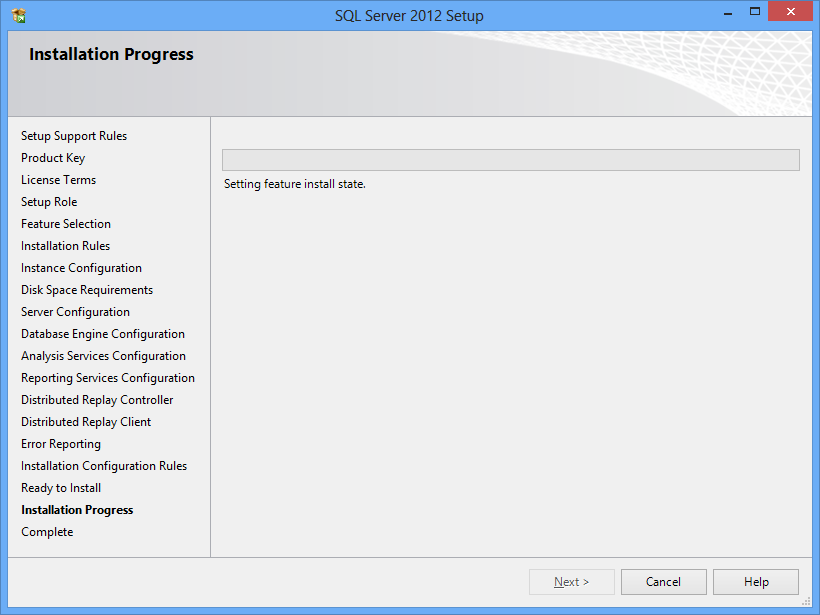 SQL Server 2012 Setup
Installation Progress
Setup Support Rules
Product Key
License Terms
Setup Role
Feature Selection
Installation Rules
Instance Configuration
Disk Space Requirements
Server Configuration
Database Engine Configuration
Analysis Services Configuration
Reporting Services Configuration
Distributed Replay Controller
Distributed Replay Client
Error Reporting
Installation Configuration Rules
Ready to Install
Installation Progress
Complete
Setting feature install state.
Next >
Cancel
Help